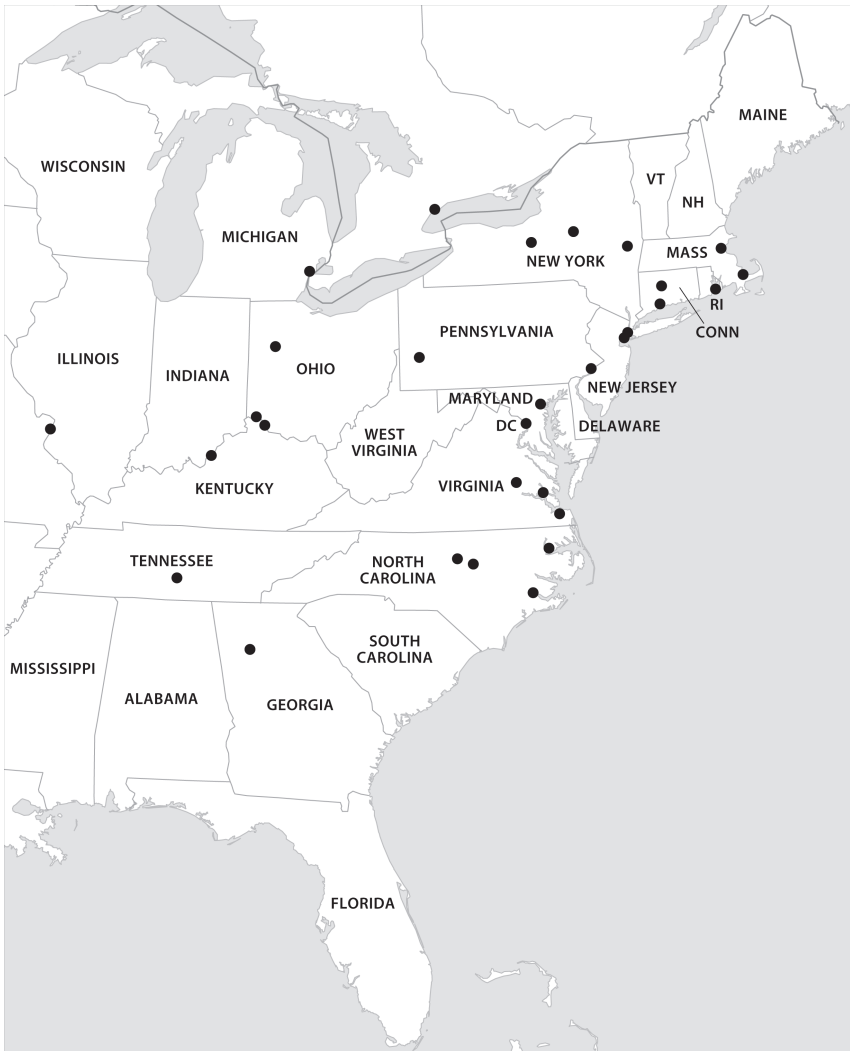 MAINE
WISCONSIN
VT
NH
MICHIGAN
MASS
NEW YORK
RI
CONN
PENNSYLVANIA
ILLINOIS
OHIO
INDIANA
NEW JERSEY
MARYLAND
DC
DELAWARE
WEST
VIRGINIA
VIRGINIA
KENTUCKY
TENNESSEE
NORTH
CAROLINA
SOUTH
CAROLINA
MISSISSIPPI
ALABAMA
GEORGIA
FLORIDA